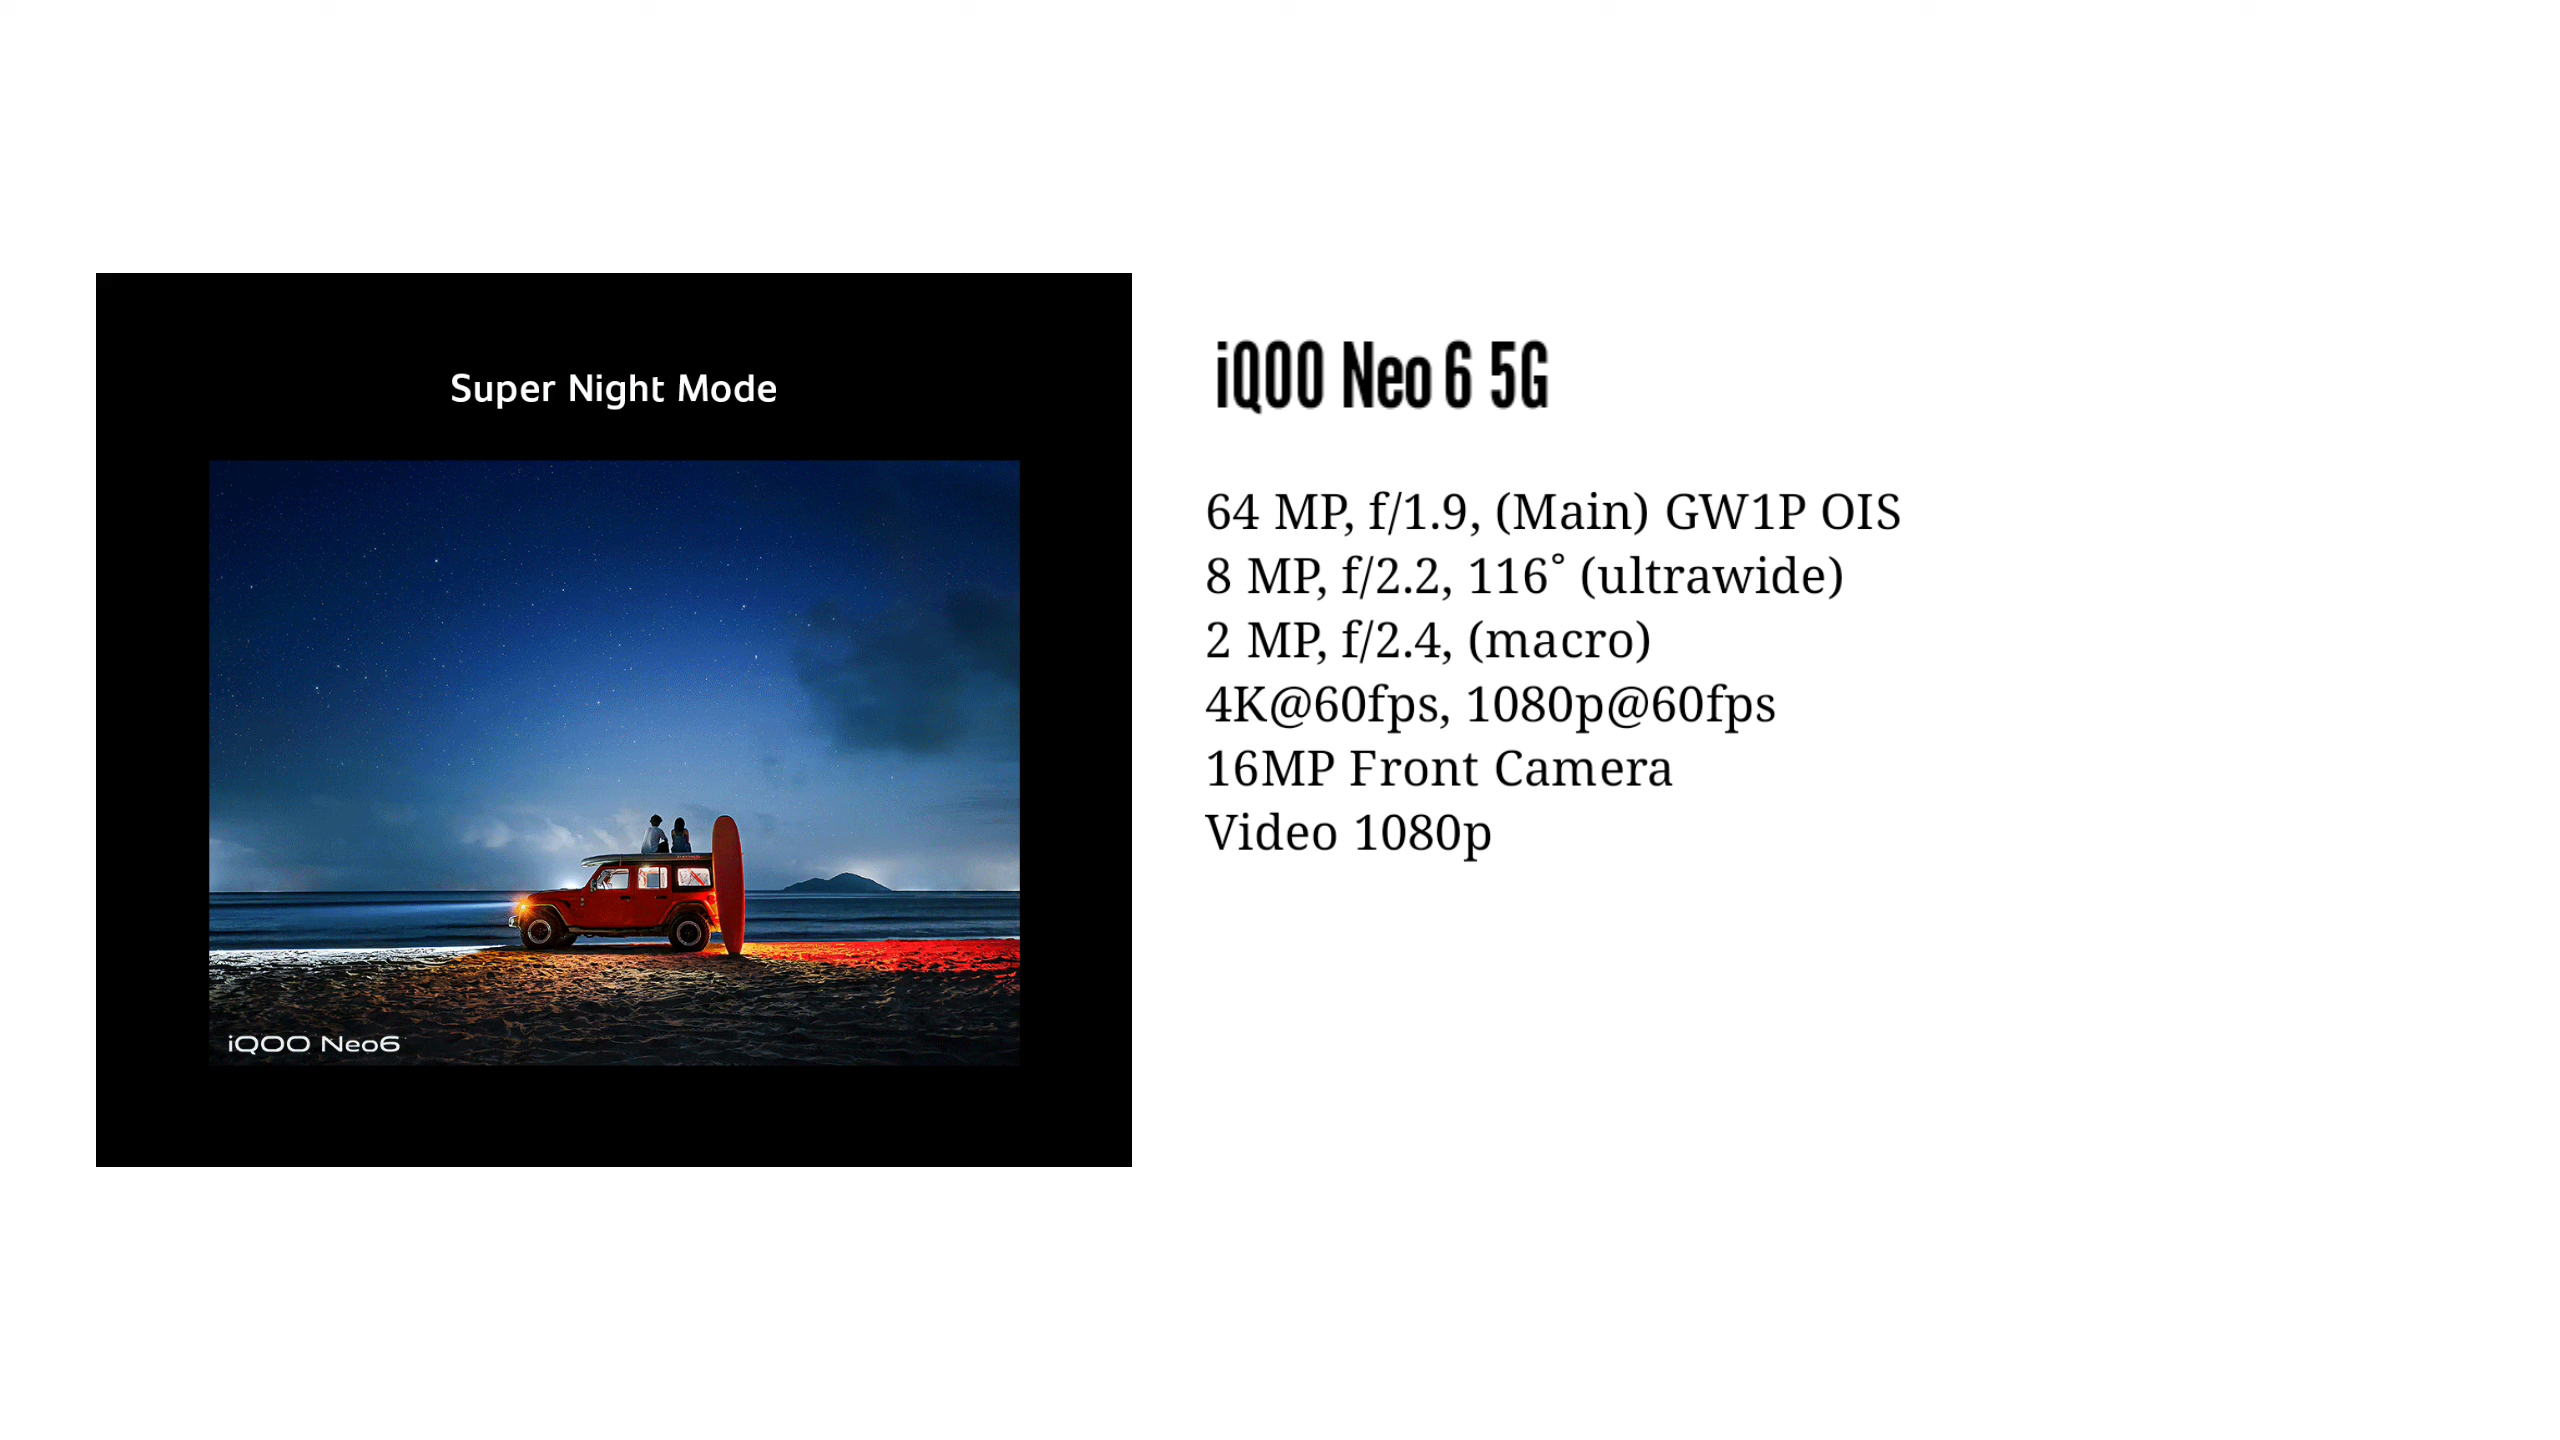 Super Night Mode
iQOO Neo6
iQOO Neo 6 5G
64 MP, f/1.9, (Main) GW1P OIS
8 MP, f/2.2, 116˚ (ultrawide)
2 MP, f/2.4, (macro)
4K@60fps, 1080p@60fps
16MP Front Camera
Video 1080p